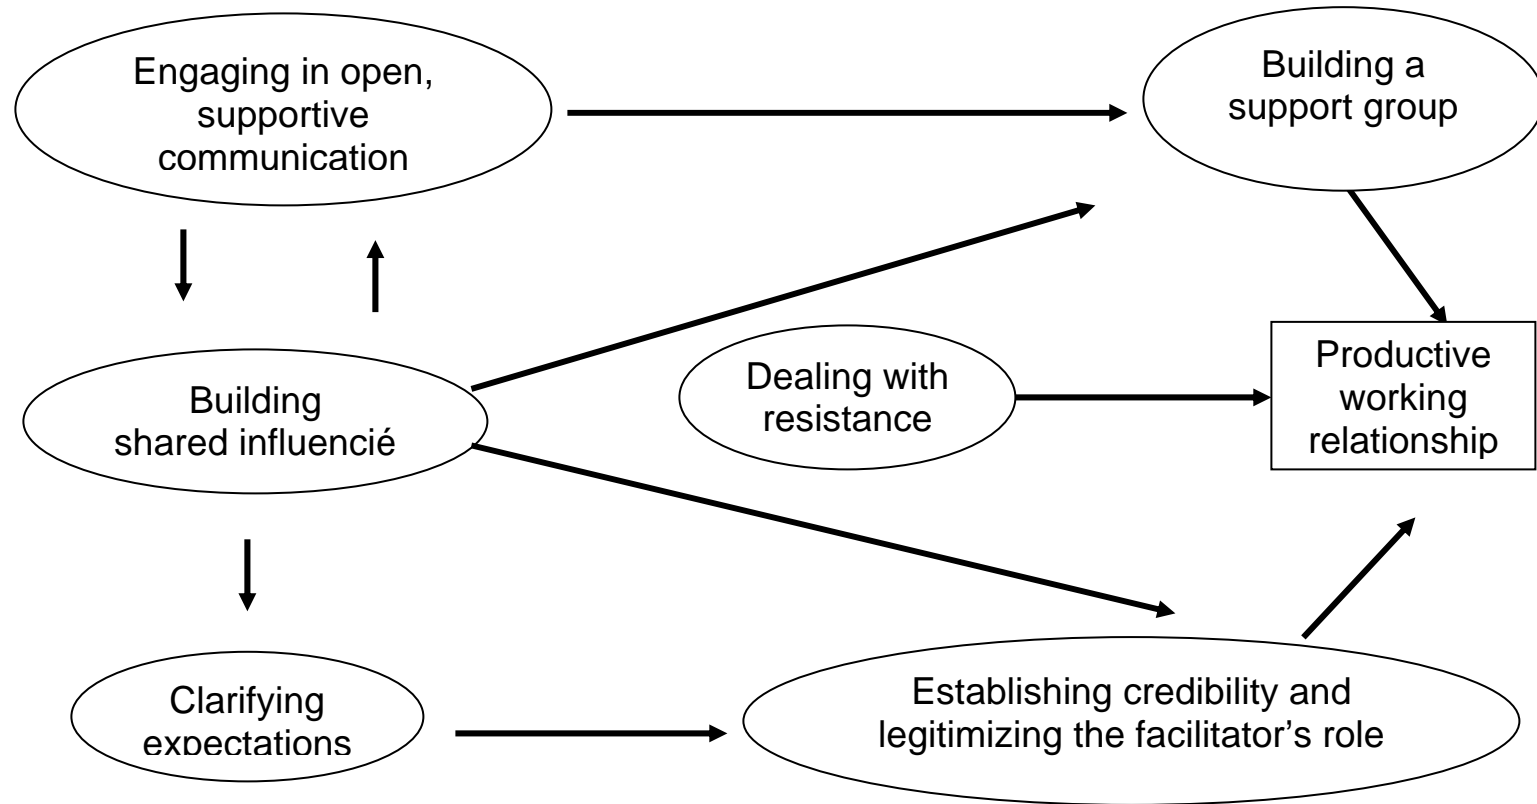 Engaging in open,
supportive
communication
Building a
support group
Building
shared influencié
Dealing with
resistance
Productive
working
relationship
Clarifying
expectations
Establishing credibility and
legitimizing the facilitator’s role